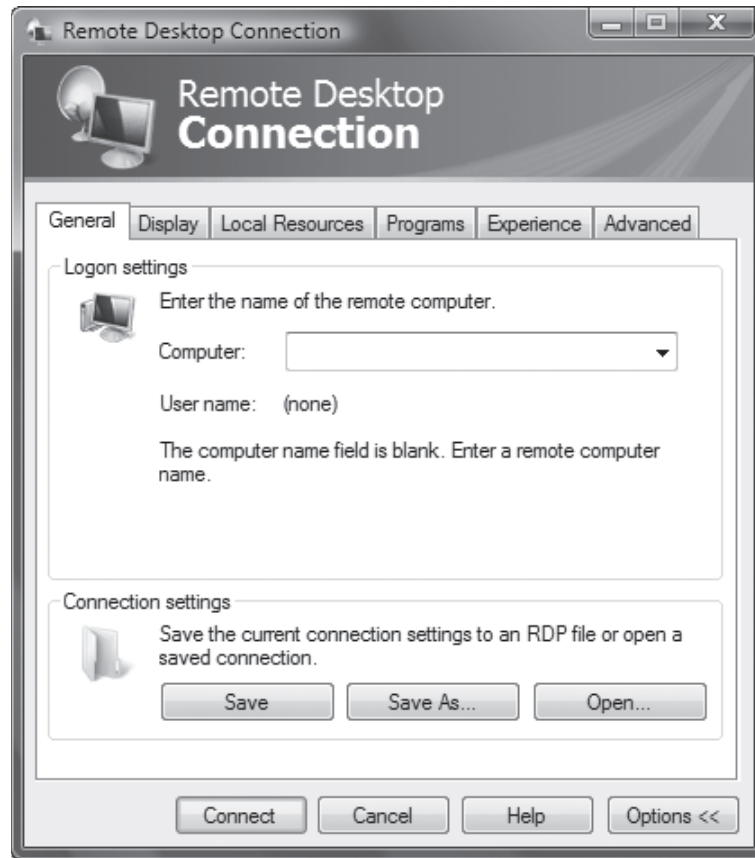 Remote Desktop Connection
Remote Desktop
Connection
General Display Local Resources Programs Experience Advanced
Logon settings
Enter the name of the remote computer.
Computer:
User name: (none)
The computer name field is blank. Enter a remote computer
name.
Connection settings
Save the current connection settings to an RDP file or open a
saved connection.
Save Save As... Open...
Connect Cancel Help Options <<